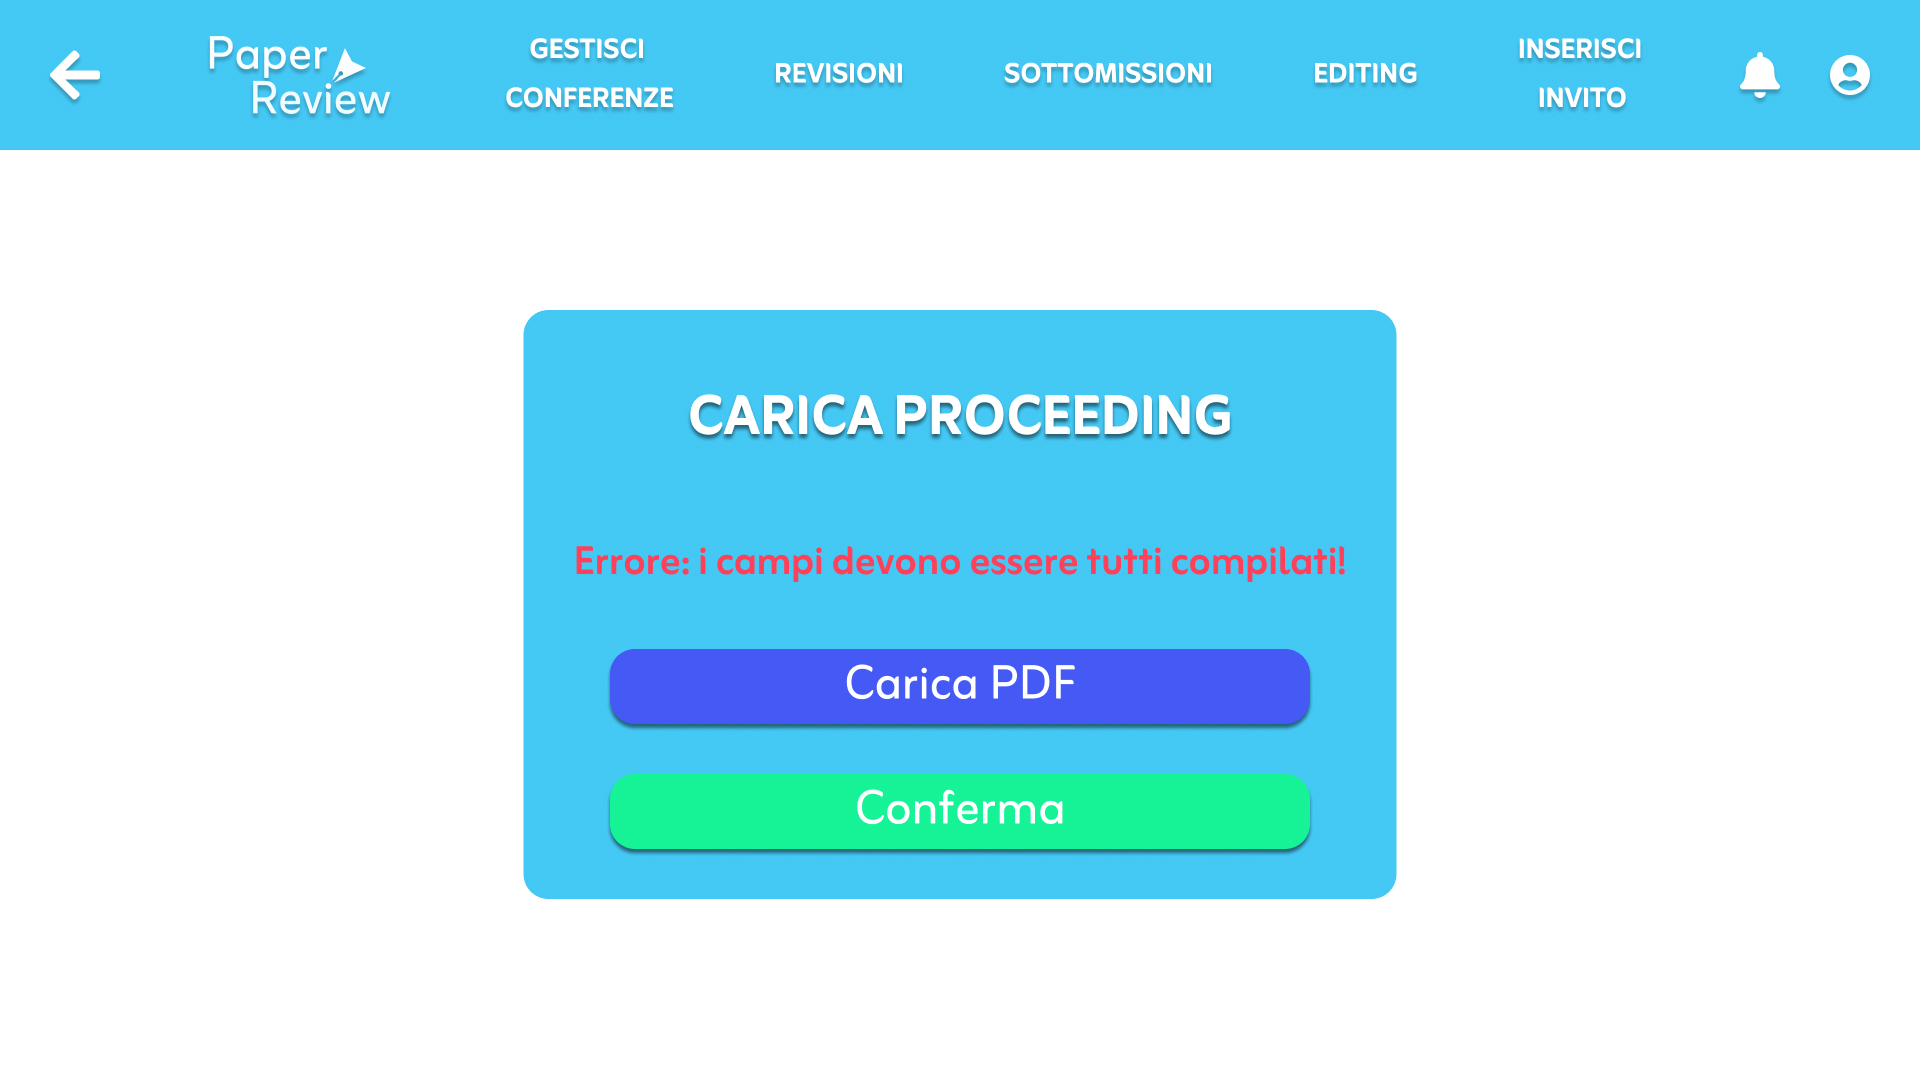 Paper
Review
GESTISCI
CONFERENZE
REVISIONI
SOTTOMISSIONI
EDITING
INSERISCI
INVITO
CARICA PROCEEDING
Errore: i campi devono essere tutti compilati!
Carica PDF
Conferma